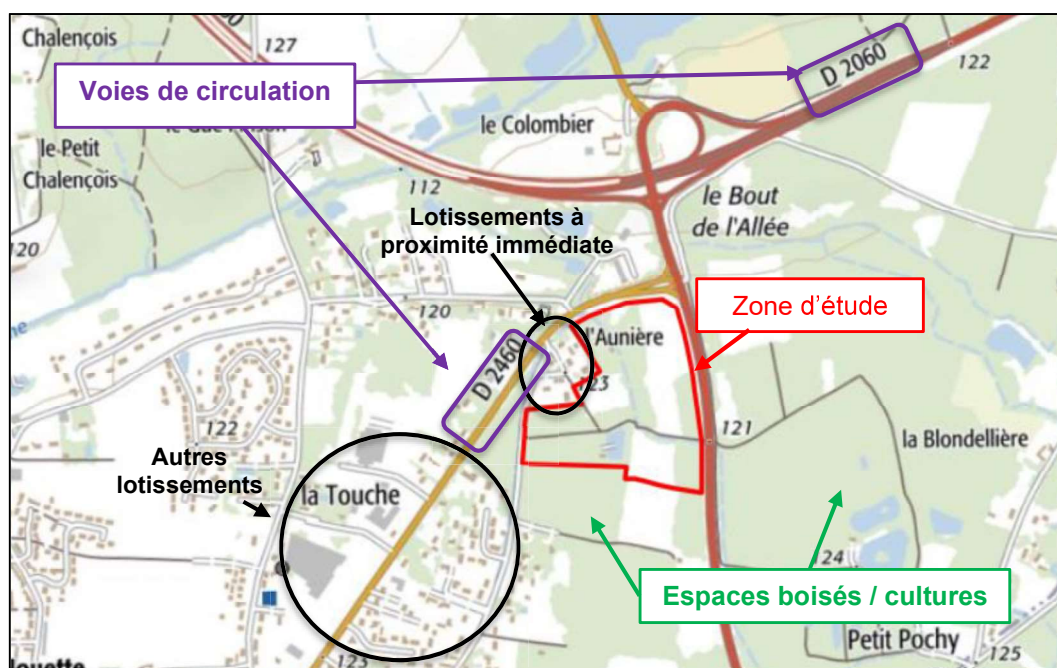 Chalençois
127
D 2060
122
Voies de circulation
le Colombier
le Petit
Chalençois
112
le Bout
de l'Allée
Lotissements à
proximité immédiate
120
120
Zone d'étude
l'Aunière
D 2460
123
122
121
la Blondellière
Autres
lotissements
la Touche
124
Espaces boisés / cultures
Petit Pochy
125
123